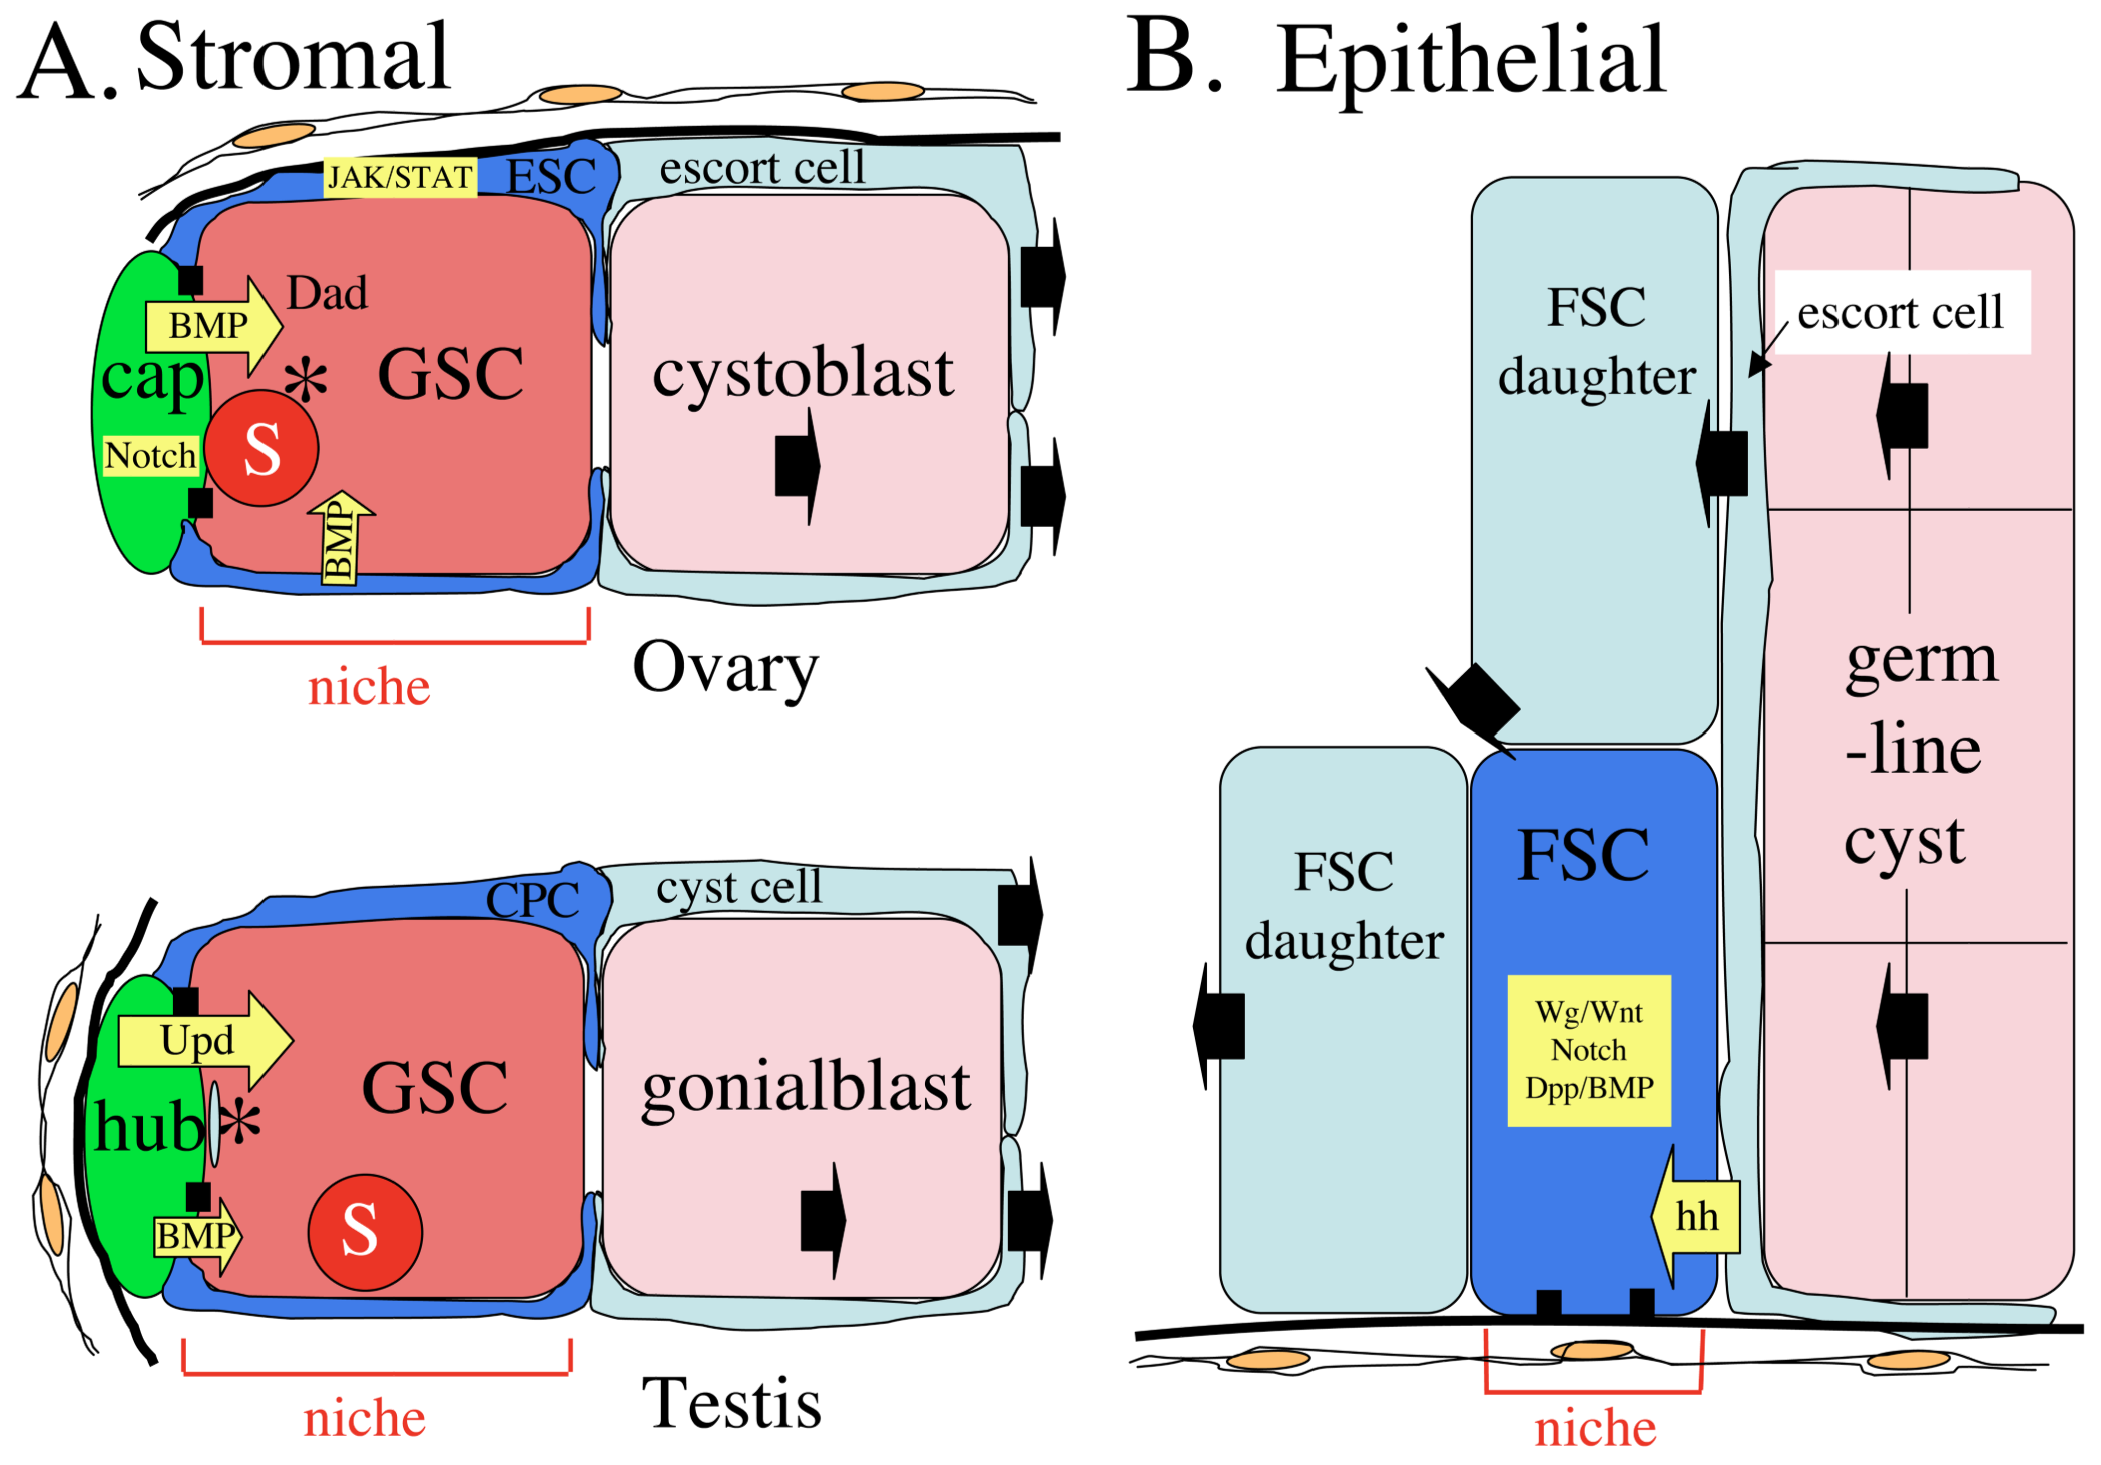 A. Stromal
JAK/STAT
ESC
escort cell
BMP
Dad
cap
*
GSC
cystoblast
Notch
S
BMP
niche
Ovary
CPC
cyst cell
Upd
GSC
gonialblast
hub
*
BMP
S
niche
Testis
B. Epithelial
FSC
daughter
escort cell
germ
-line
cyst
FSC
daughter
FSC
Wg/Wnt
Notch
Dpp/BMP
hh
niche